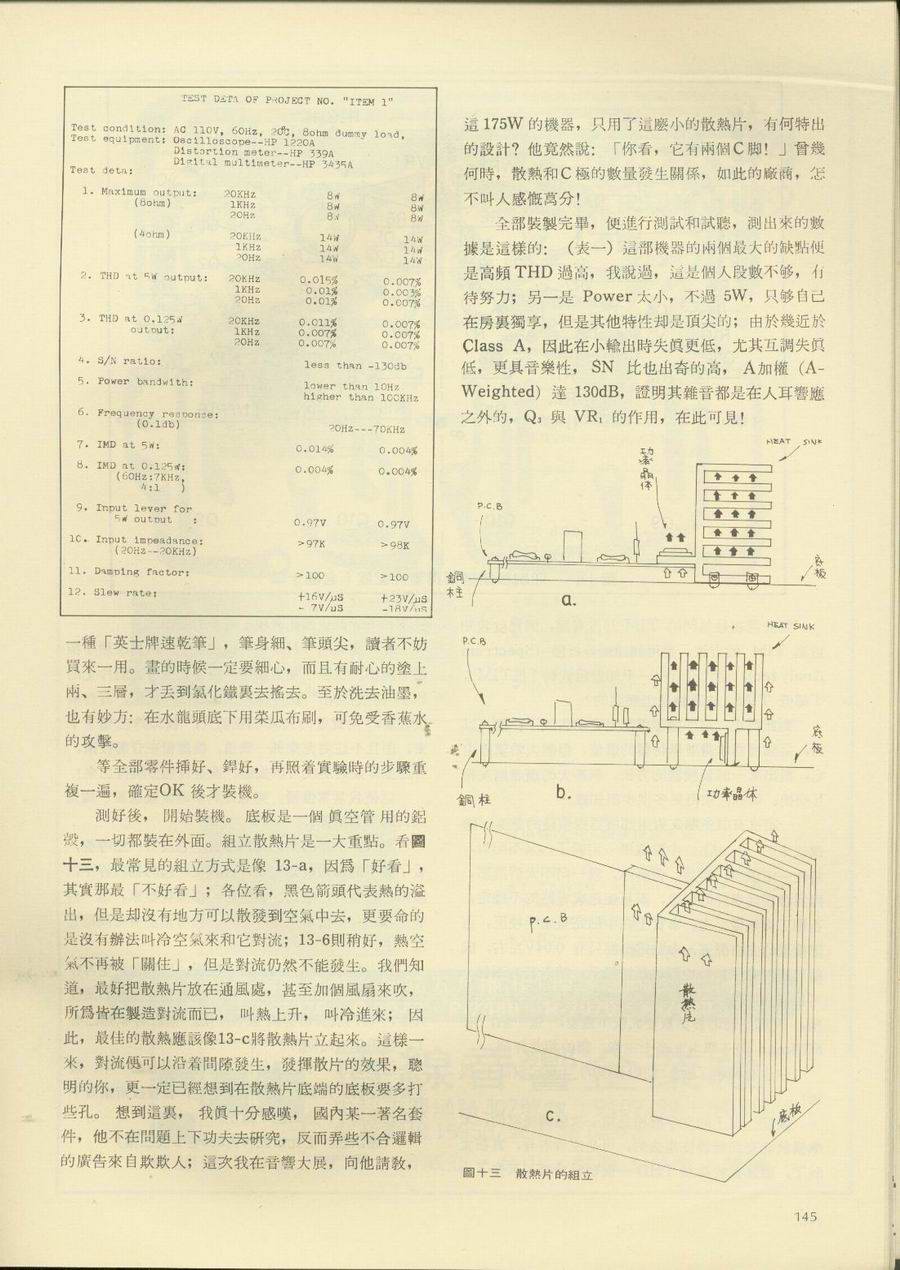 TEST DETA OF PROJECT NO. "ITEM 1"
Test condition: AC 110V, 60Hz, 20℃, 8ohm dummy load,
Test equipment: Oscilloscope--HP 1220A
Distortion meter--HP 339A
Digital multimeter--HP 3435A
Test deta:
1. Maximum output: 20KHz 8W 8W
(8ohm) 1KHz 8W 8W
20Hz 8W 8W
(4ohm) 20KHz 14W 14W
1KHz 14W 14W
20Hz 14W 14W
2. THD at 5W output: 20KHz 0.015% 0.007%
1KHz 0.01% 0.003%
20Hz 0.01% 0.007%
3. THD at 0.125W 20KHz 0.011% 0.007%
output: 1KHz 0.007% 0.007%
20Hz 0.007% 0.007%
4. S/N ratio: less than -130db
5. Power bandwith: lower than 10Hz
higher than 100KHz
6. Frequency response:
(0.1db) 20Hz---70KHz
7. IMD at 5W: 0.014% 0.004%
8. IMD at 0.125W: 0.004% 0.004%
(60Hz:7KHz,
4:1 )
9. Input lever for
5W output : 0.97V 0.97V
10. Input impeadance: >97K >98K
(20Hz--20KHz)
11. Damping factor: >100 >100
12. Slew rate: +16V/µS +23V/µS
- 7V/µS -18V/µS
一種「英士牌速乾筆」,筆身細、筆頭尖,讀者不妨
買來一用。畫的時候一定要細心,而且有耐心的塗上
兩、三層,才丢到氯化鐵裏去搖去。至於洗去油墨,
也有妙方: 在水龍頭底下用菜瓜布刷,可免受香蕉水
的攻擊。
等全部零件揷好、銲好,再照着實驗時的步驟重
複一遍,確定OK 後才裝機。
測好後, 開始裝機。 底板是一個 眞空管 用的鋁
殼,一切都裝在外面。組立散熱片是一大重點。看圖
十三,最常見的組立方式是像 13-a,因爲「好看」,
其實那最「不好看」; 各位看,黑色箭頭代表熱的溢
出,但是却沒有地方可以散發到空氣中去,更要命的
是沒有辦法叫冷空氣來和它對流; 13-6則稍好,熱空
氣不再被「關住」,但是對流仍然不能發生。我們知
道,最好把散熱片放在通風處,甚至加個風扇來吹,
所爲皆在製造對流而已, 叫熱上升, 叫冷進來; 因
此,最佳的散熱應該像13-c將散熱片立起來。這樣一
來,對流便可以沿着間隙發生,發揮散片的效果,聰
明的你,更一定已經想到在散熱片底端的底板要多打
些孔。 想到這裏, 我眞十分感嘆, 國內某一著名套
件,他不在問題上下功夫去研究,反而弄些不合邏輯
的廣告來自欺欺人; 這次我在音響大展,向他請敎,
這 175W 的機器,只用了這麽小的散熱片,有何特出
的設計? 他竟然說: 「你看,它有兩個C脚! 」曾幾
何時,散熱和C極的數量發生關係,如此的廠商,怎
不叫人感慨萬分!
全部裝製完畢,便進行測試和試聽,測出來的數
據是這樣的: (表一) 這部機器的兩個最大的缺點便
是高頻 THD 過高,我說過,這是個人段數不够,有
待努力; 另一是 Power 太小,不過 5W,只够自己
在房裏獨享,但是其他特性却是頂尖的; 由於幾近於
Class A,因此在小輸出時失眞更低,尤其互調失眞
低,更具音樂性, SN 比也出奇的高, A加權 (A-
Weighted) 達 130dB,證明其雜音都是在人耳響應
之外的,Q₃ 與 VR₁ 的作用,在此可見!
HEAT SINK
功率晶体
P.C.B
底板
銅柱
a.
HEAT SINK
P.C.B
底板
銅柱
b.
功率晶体
P.C.B
散熱片
c.
底板
圖十三 散熱片的組立
145